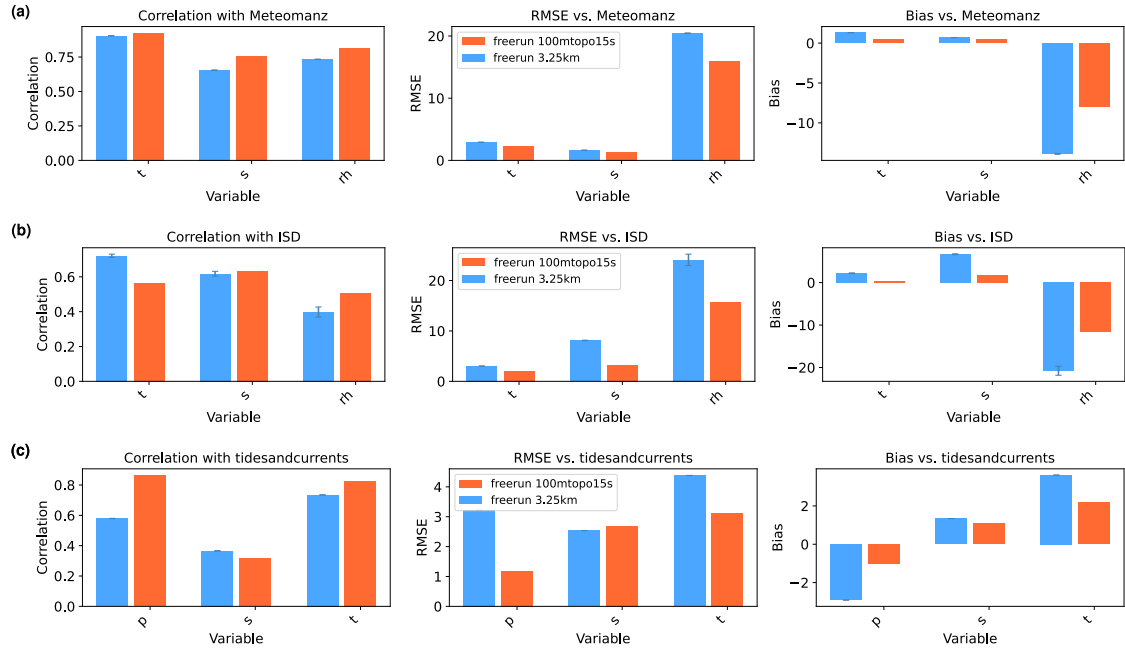 (a)
Correlation with Meteomanz
Correlation
0.75
0.50
0.25
0.00
t
s
rh
Variable
RMSE vs. Meteomanz
RMSE
20
10
0
freerun 100mtopo15s
freerun 3.25km
t
s
rh
Variable
Bias vs. Meteomanz
Bias
0
−10
t
s
rh
Variable
(b)
Correlation with ISD
Correlation
0.6
0.4
0.2
0.0
t
s
rh
Variable
RMSE vs. ISD
RMSE
20
10
0
freerun 100mtopo15s
freerun 3.25km
t
s
rh
Variable
Bias vs. ISD
Bias
0
−10
−20
t
s
rh
Variable
(c)
Correlation with tidesandcurrents
Correlation
0.8
0.6
0.4
0.2
0.0
p
s
t
Variable
RMSE vs. tidesandcurrents
RMSE
4
3
2
1
0
freerun 100mtopo15s
freerun 3.25km
p
s
t
Variable
Bias vs. tidesandcurrents
Bias
2
0
−2
p
s
t
Variable